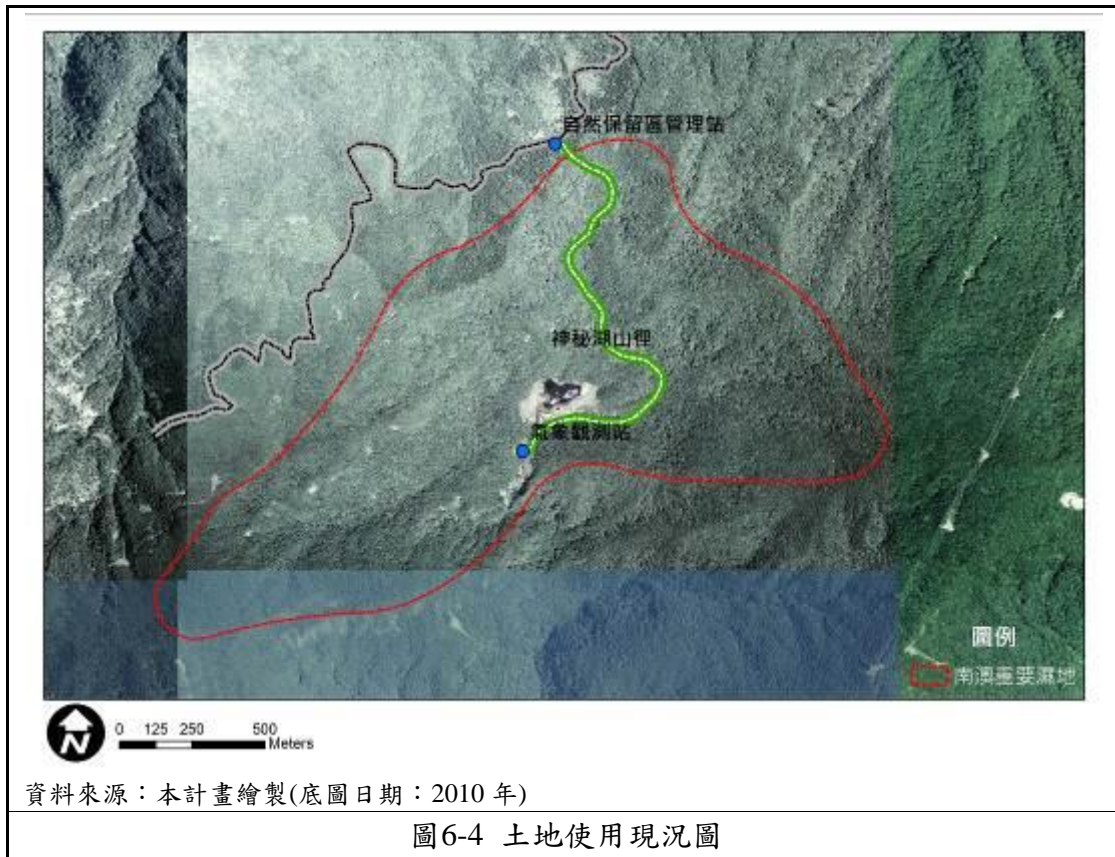 自然保留區管理站
神秘湖山徑
氣象觀測站
圖例
南澳重要濕地
N
0 125 250 500
Meters
資料來源：本計畫繪製(底圖日期：2010 年)
圖6-4 土地使用現況圖